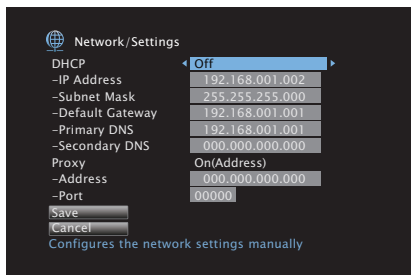 Network/Settings
DHCP Off
–IP Address 192.168.001.002
–Subnet Mask 255.255.255.000
–Default Gateway 192.168.001.001
–Primary DNS 192.168.001.001
–Secondary DNS 000.000.000.000
Proxy On(Address)
–Address 000.000.000.000
–Port 00000
Save
Cancel
Configures the network settings manually